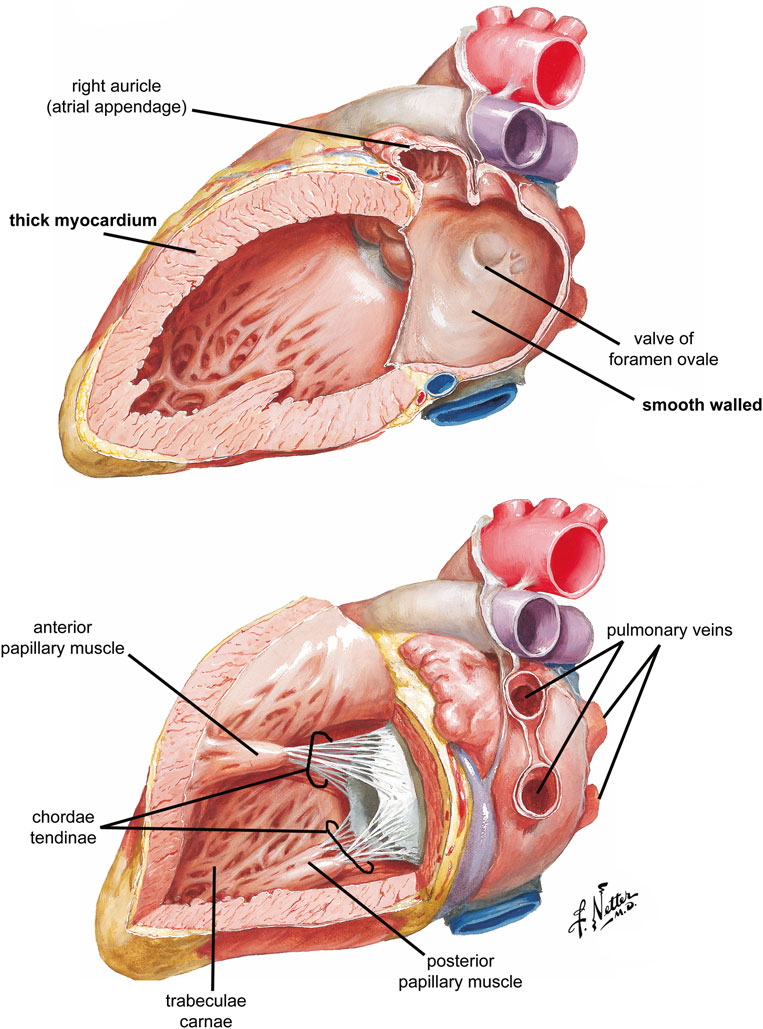 right auricle
(atrial appendage)
thick myocardium
valve of
foramen ovale
smooth walled
anterior
papillary muscle
pulmonary veins
chordae
tendinae
posterior
papillary muscle
trabeculae
carnae
F. Netter
M.D.